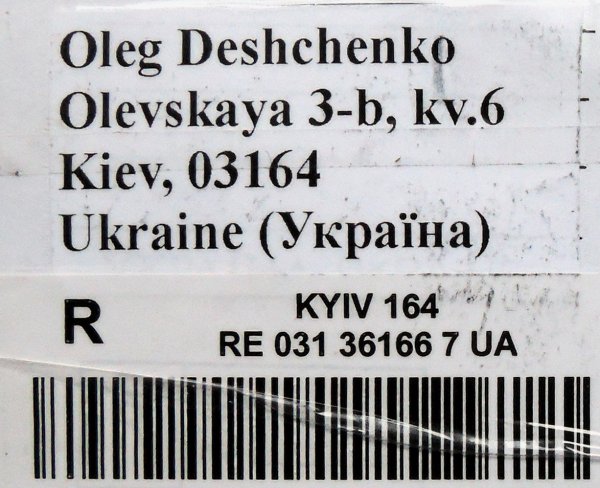 Oleg Deshchenko
Olevskaya 3-b, kv.6
Kiev, 03164
Ukraine (Україна)
R
KYIV 164
RE 031 36166 7 UA